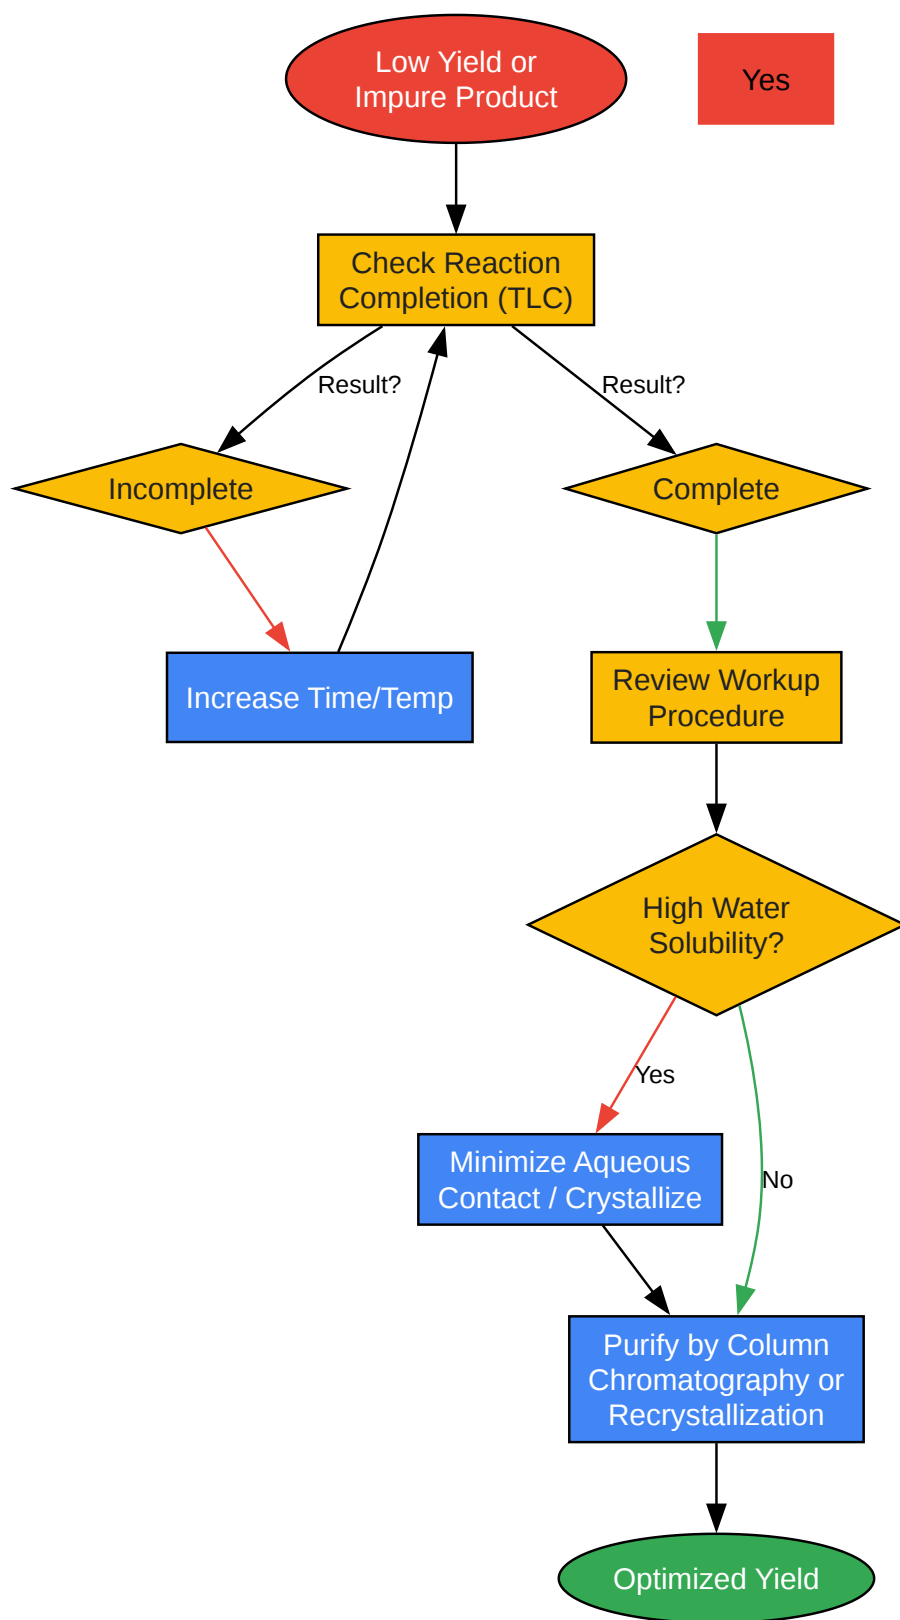 Low Yield or
Impure Product
Yes
Check Reaction
Completion (TLC)
Result?
Result?
Incomplete
Complete
Increase Time/Temp
Review Workup
Procedure
High Water
Solubility?
Yes
Minimize Aqueous
Contact / Crystallize
No
Purify by Column
Chromatography or
Recrystallization
Optimized Yield